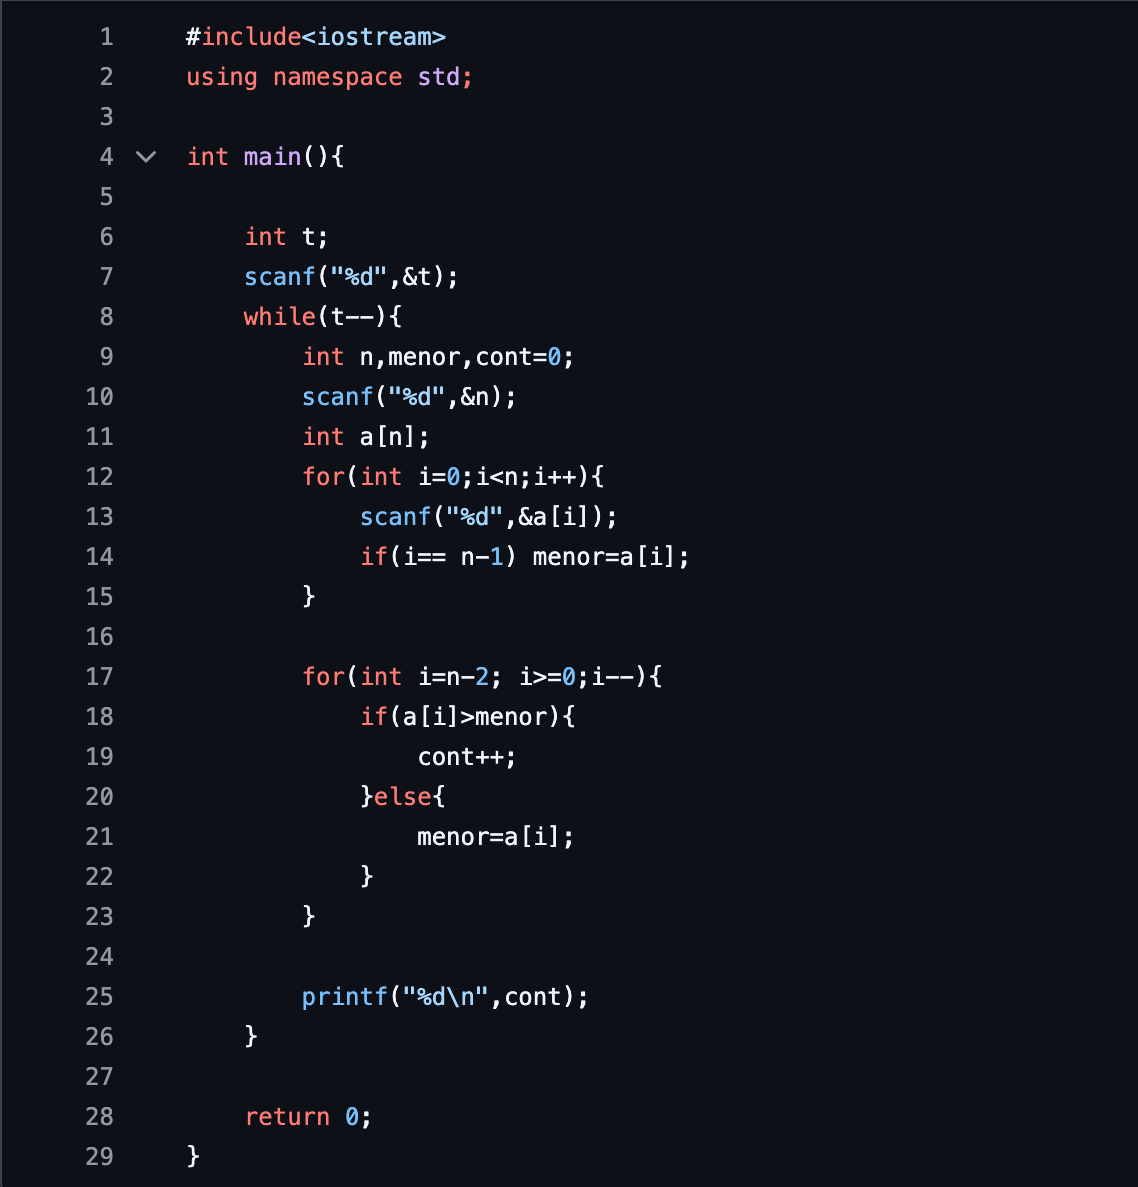 1 #include<iostream>
2 using namespace std;
3
4 int main(){
5
6 int t;
7 scanf("%d",&t);
8 while(t--){
9 int n,menor,cont=0;
10 scanf("%d",&n);
11 int a[n];
12 for(int i=0;i<n;i++){
13 scanf("%d",&a[i]);
14 if(i== n-1) menor=a[i];
15 }
16
17 for(int i=n-2; i>=0;i--){
18 if(a[i]>menor){
19 cont++;
20 }else{
21 menor=a[i];
22 }
23 }
24
25 printf("%d\n",cont);
26 }
27
28 return 0;
29 }